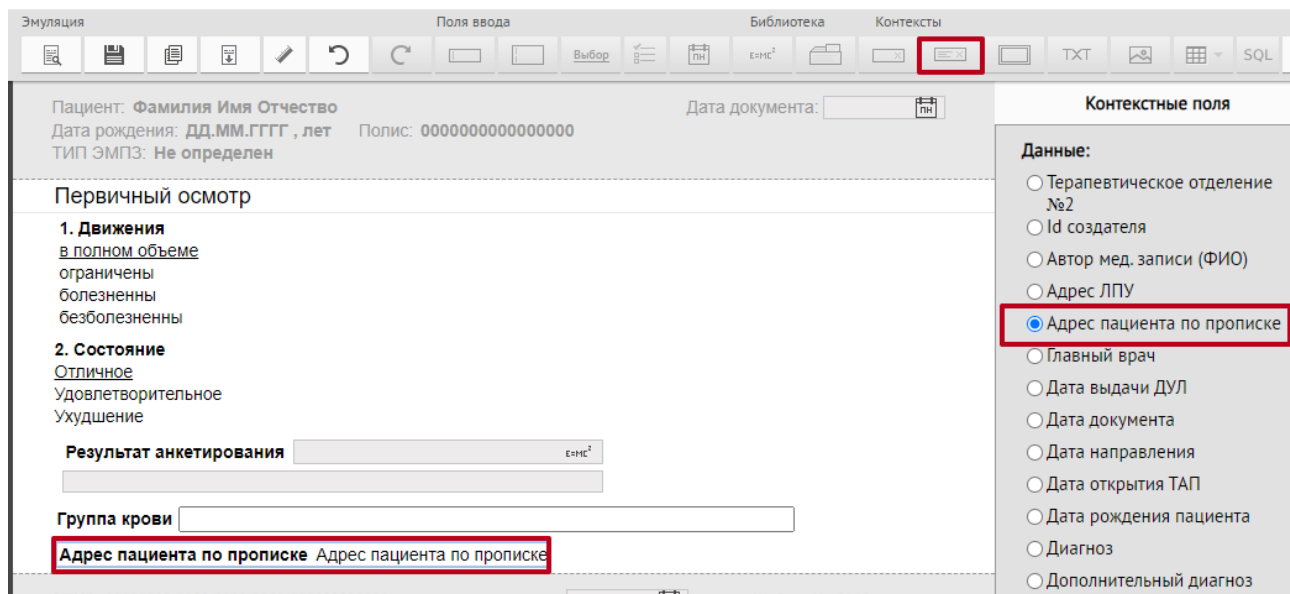 Эмуляция Поля ввода Библиотека Контексты
ПН Выбор ПН E=MC² TXT SQL
Пациент: Фамилия Имя Отчество Дата документа: ПН
Дата рождения: ДД.ММ.ГГГГ , лет Полис: 0000000000000000
ТИП ЭМПЗ: Не определен
Первичный осмотр
1. Движения
в полном объеме
ограничены
болезненны
безболезненны
2. Состояние
Отличное
Удовлетворительное
Ухудшение
Результат анкетирования E=MC²
Группа крови
Адрес пациента по прописке Адрес пациента по прописке
Контекстные поля
Данные:
Терапевтическое отделение
№2
Id создателя
Автор мед. записи (ФИО)
Адрес ЛПУ
Адрес пациента по прописке
Главный врач
Дата выдачи ДУЛ
Дата документа
Дата направления
Дата открытия ТАП
Дата рождения пациента
Диагноз
Дополнительный диагноз